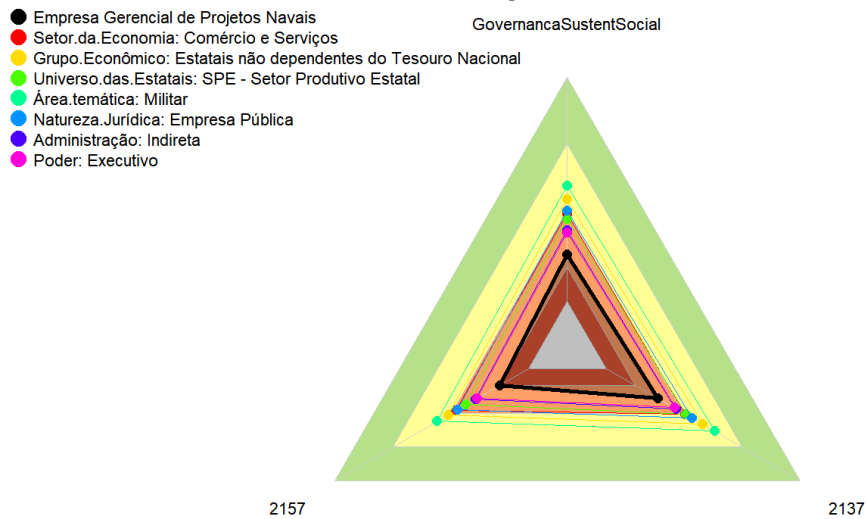 Empresa Gerencial de Projetos Navais
Setor.da.Economia: Comércio e Serviços
Grupo.Econômico: Estatais não dependentes do Tesouro Nacional
Universo.das.Estatais: SPE - Setor Produtivo Estatal
Área.temática: Militar
Natureza.Jurídica: Empresa Pública
Administração: Indireta
Poder: Executivo
GovernancaSustentSocial
2157
2137